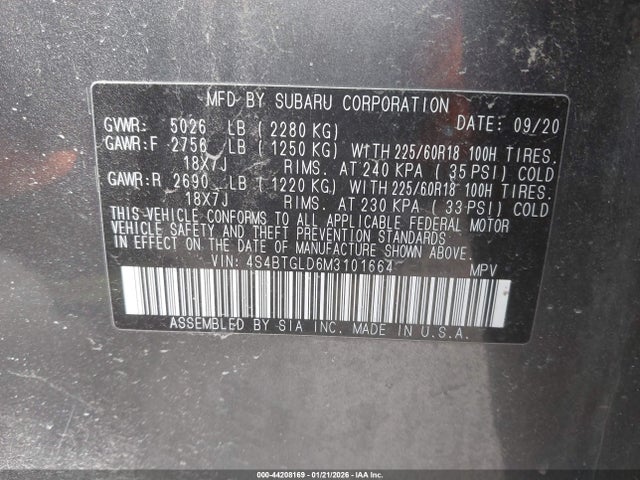 MFD BY SUBARU CORPORATION DATE: 09/20
GVWR: 5026 LB (2280 KG)
GAWR:F 2756 LB (1250 KG) WITH 225/60R18 100H TIRES.
18X7J RIMS. AT 240 KPA (35 PSI) COLD
GAWR:R 2690 LB (1220 KG) WITH 225/60R18 100H TIRES.
18X7J RIMS. AT 230 KPA (33 PSI) COLD
THIS VEHICLE CONFORMS TO ALL APPLICABLE FEDERAL MOTOR
VEHICLE SAFETY AND THEFT PREVENTION STANDARDS
IN EFFECT ON THE DATE OF MANUFACTURE SHOWN ABOVE.
VIN: 4S4BTGLD6M3101664 MPV
ASSEMBLED BY SIA INC. MADE IN U.S.A.
000-44208169 - 01/21/2026 - IAAI.COM